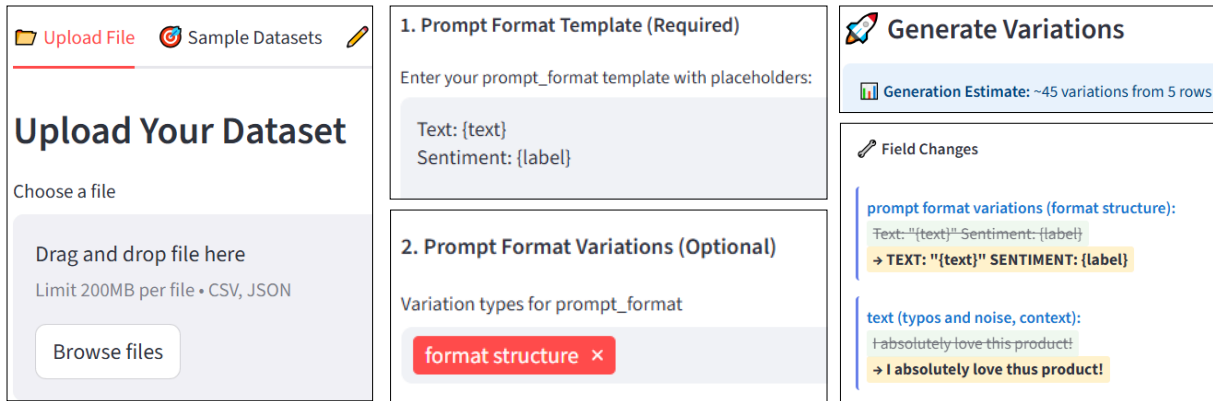 Upload File
Sample Datasets
Upload Your Dataset
Choose a file
Drag and drop file here
Limit 200MB per file • CSV, JSON
Browse files
1. Prompt Format Template (Required)
Enter your prompt_format template with placeholders:
Text: {text}
Sentiment: {label}
2. Prompt Format Variations (Optional)
Variation types for prompt_format
format structure ×
Generate Variations
Generation Estimate: ~45 variations from 5 rows
Field Changes
prompt format variations (format structure):
Text: "{text}" Sentiment: {label}
→ TEXT: "{text}" SENTIMENT: {label}
text (typos and noise, context):
I absolutely love this product!
→ I absolutely love thus product!